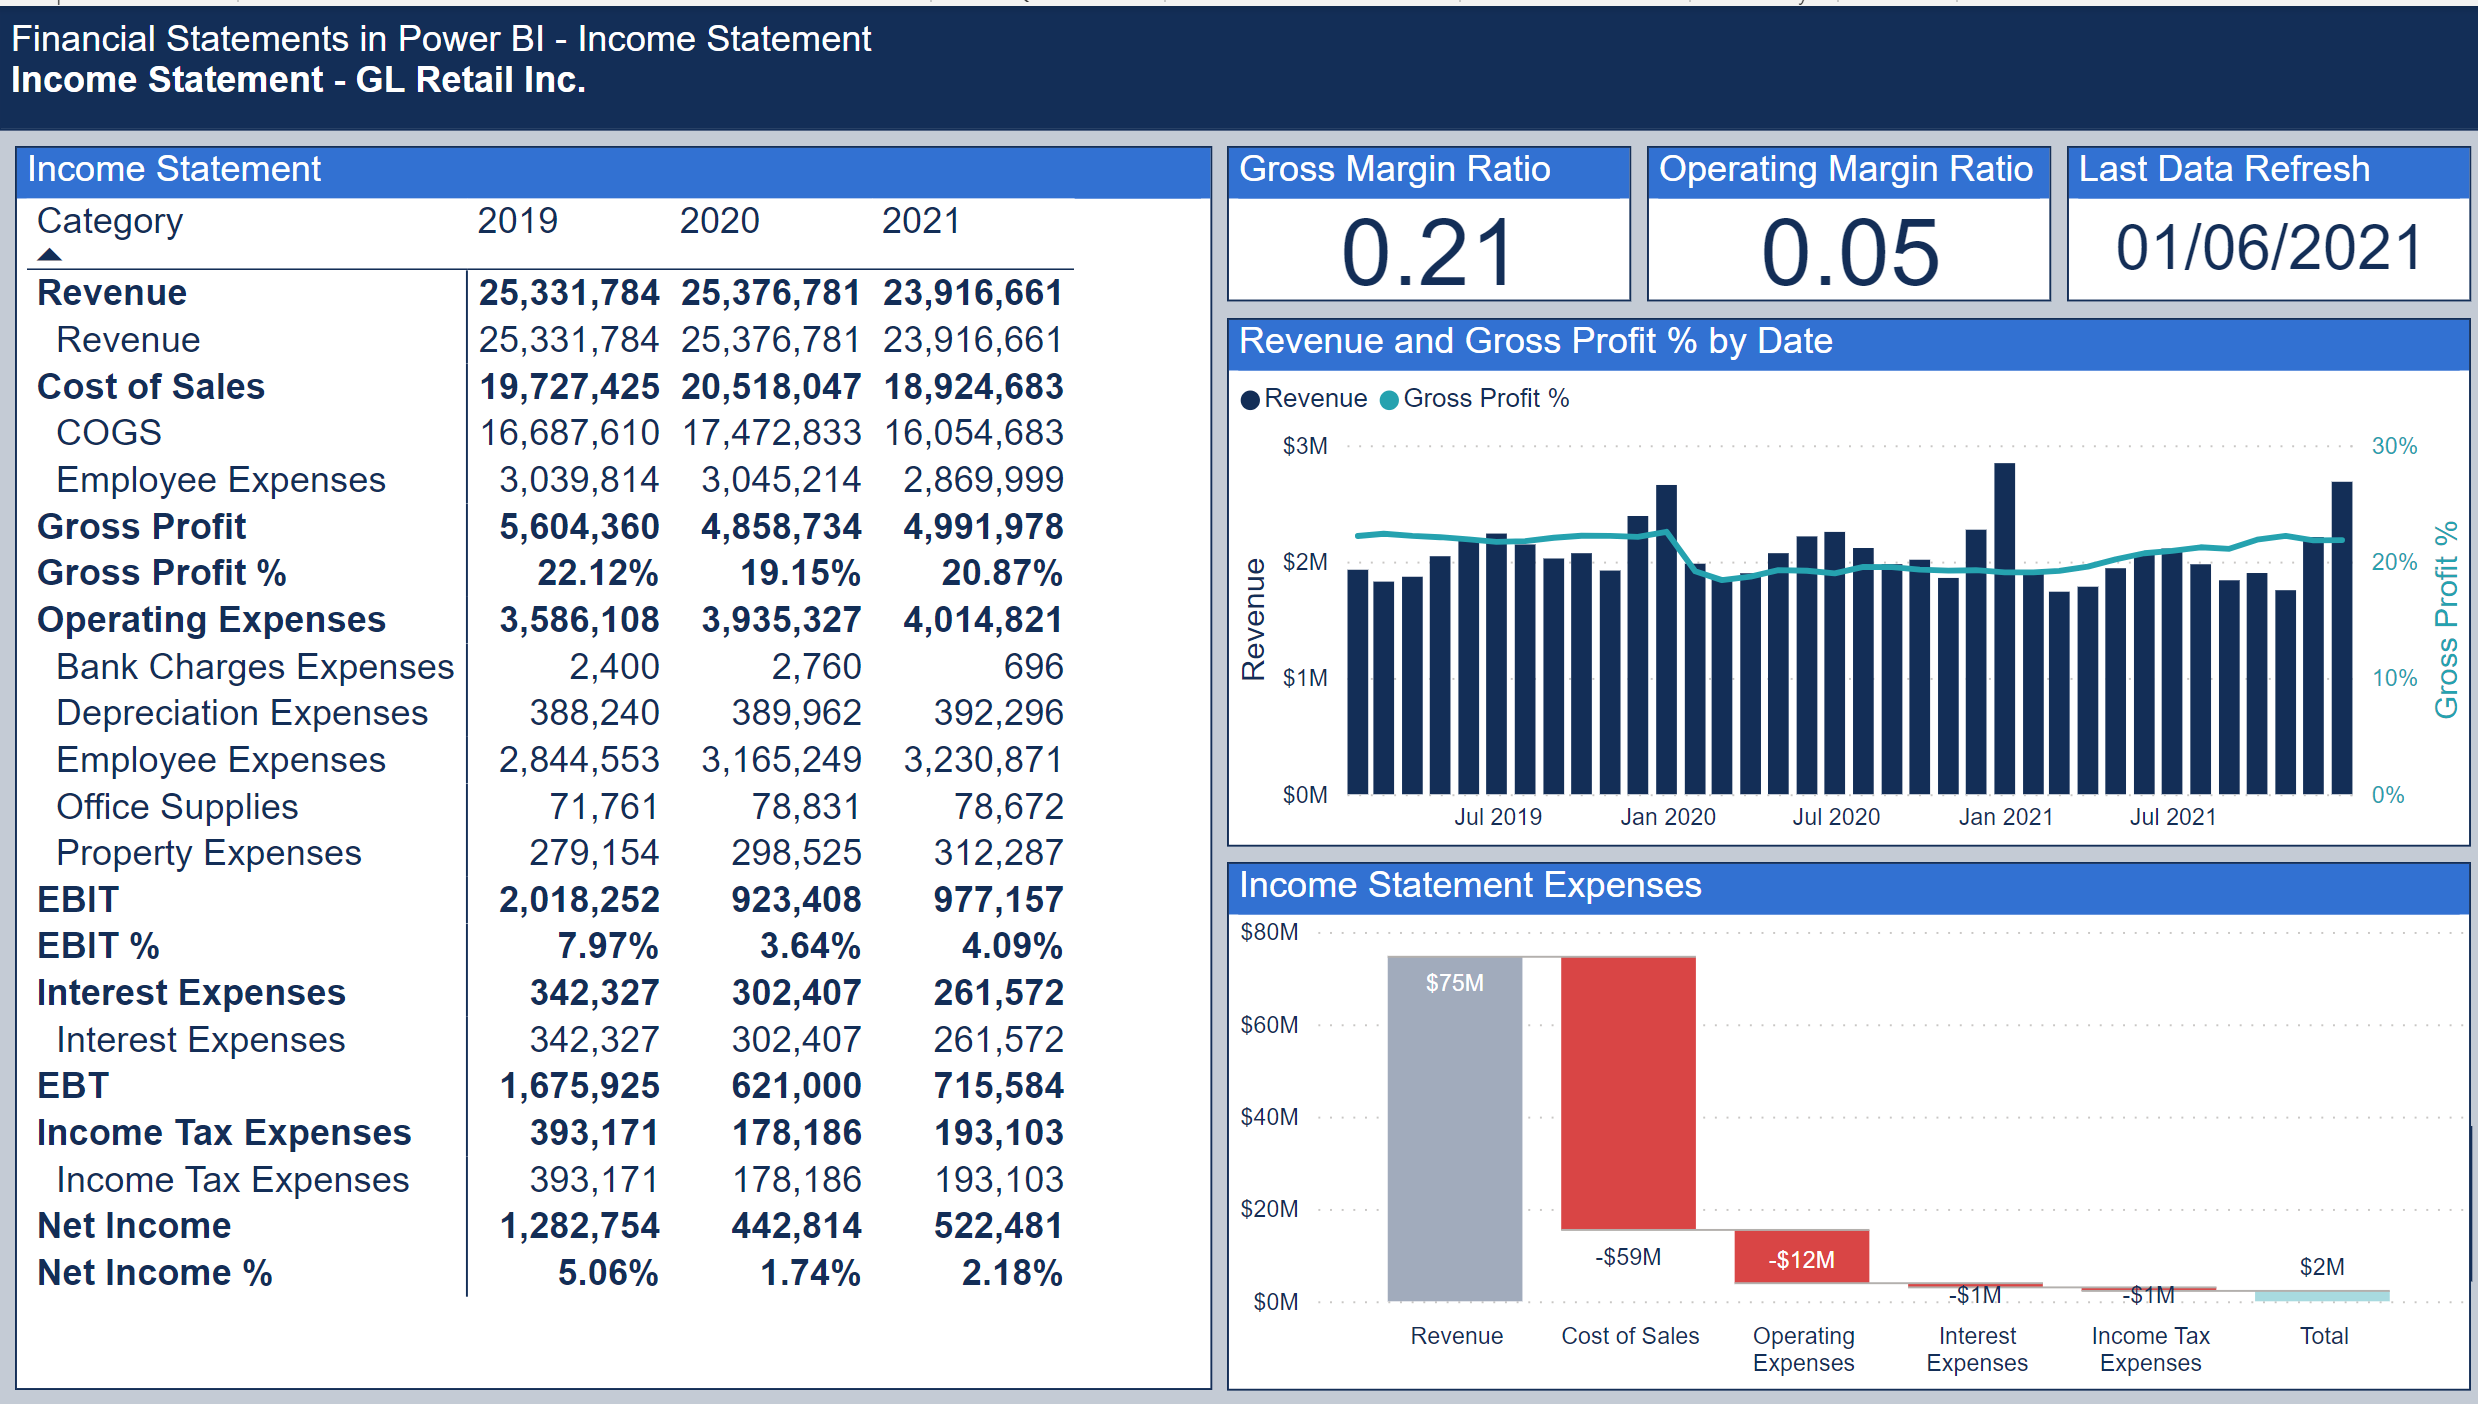 Financial Statements in Power BI - Income Statement
Income Statement - GL Retail Inc.
Income Statement
Category 2019 2020 2021
Revenue 25,331,784 25,376,781 23,916,661
Revenue 25,331,784 25,376,781 23,916,661
Cost of Sales 19,727,425 20,518,047 18,924,683
COGS 16,687,610 17,472,833 16,054,683
Employee Expenses 3,039,814 3,045,214 2,869,999
Gross Profit 5,604,360 4,858,734 4,991,978
Gross Profit % 22.12% 19.15% 20.87%
Operating Expenses 3,586,108 3,935,327 4,014,821
Bank Charges Expenses 2,400 2,760 696
Depreciation Expenses 388,240 389,962 392,296
Employee Expenses 2,844,553 3,165,249 3,230,871
Office Supplies 71,761 78,831 78,672
Property Expenses 279,154 298,525 312,287
EBIT 2,018,252 923,408 977,157
EBIT % 7.97% 3.64% 4.09%
Interest Expenses 342,327 302,407 261,572
Interest Expenses 342,327 302,407 261,572
EBT 1,675,925 621,000 715,584
Income Tax Expenses 393,171 178,186 193,103
Income Tax Expenses 393,171 178,186 193,103
Net Income 1,282,754 442,814 522,481
Net Income % 5.06% 1.74% 2.18%
Gross Margin Ratio
0.21
Operating Margin Ratio
0.05
Last Data Refresh
01/06/2021
Revenue and Gross Profit % by Date
Revenue Gross Profit %
$3M 30%
$2M 20%
$1M 10%
$0M 0%
Revenue
Gross Profit %
Jul 2019 Jan 2020 Jul 2020 Jan 2021 Jul 2021
Income Statement Expenses
$80M
$60M
$40M
$20M
$0M
$75M
-$59M
-$12M
-$1M
-$1M
$2M
Revenue Cost of Sales Operating Interest Income Tax Total
Expenses Expenses Expenses